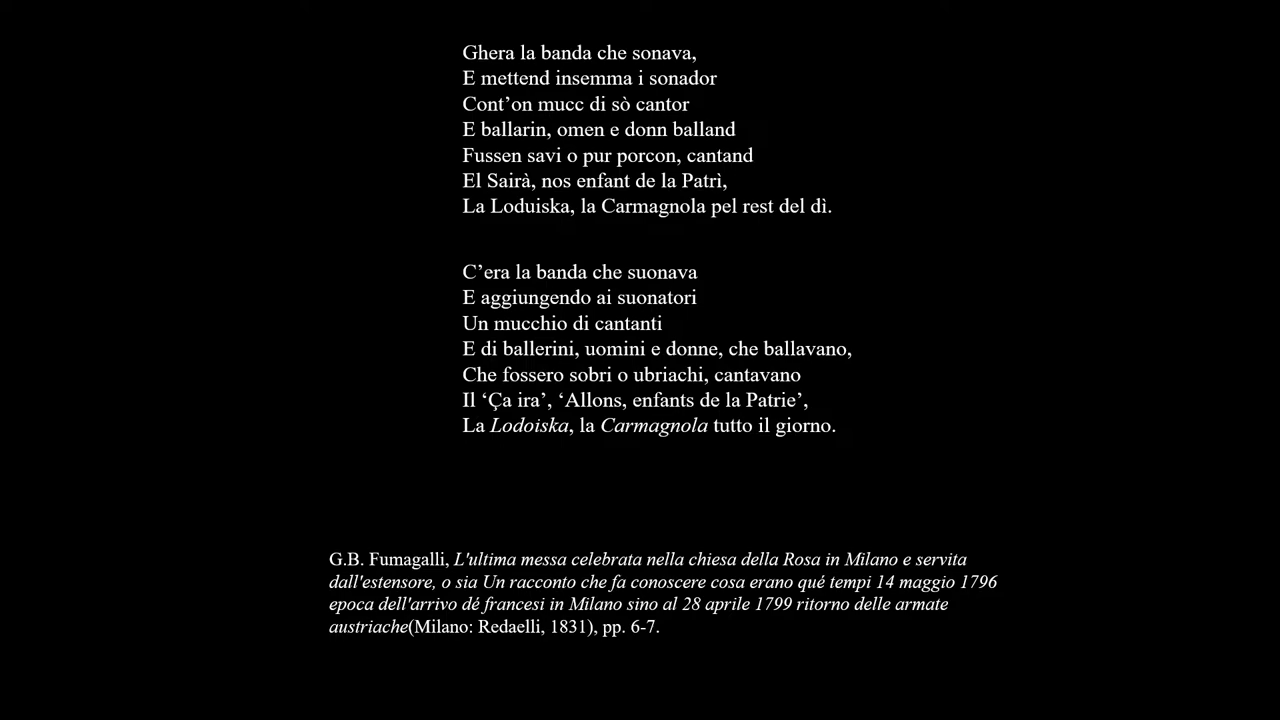 Ghera la banda che sonava,
E mettend insemma i sonador
Cont’on mucc di sò cantor
E ballarin, omen e donn balland
Fussen savi o pur porcon, cantand
El Sairà, nos enfant de la Patrì,
La Loduiska, la Carmagnola pel rest del dì.
C’era la banda che suonava
E aggiungendo ai suonatori
Un mucchio di cantanti
E di ballerini, uomini e donne, che ballavano,
Che fossero sobri o ubriachi, cantavano
Il ‘Ça ira’, ‘Allons, enfants de la Patrie’,
La Lodoiska, la Carmagnola tutto il giorno.
G.B. Fumagalli, L'ultima messa celebrata nella chiesa della Rosa in Milano e servita
dall'estensore, o sia Un racconto che fa conoscere cosa erano qué tempi 14 maggio 1796
epoca dell'arrivo dé francesi in Milano sino al 28 aprile 1799 ritorno delle armate
austriache(Milano: Redaelli, 1831), pp. 6-7.